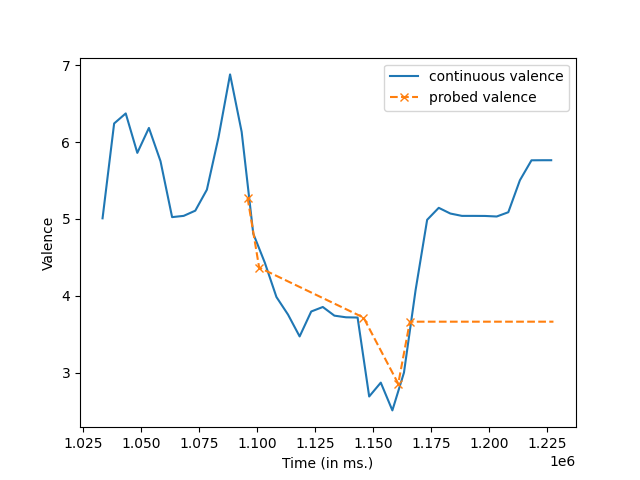 continuous valence
probed valence
Valence
7
6
5
4
3
1.025 1.050 1.075 1.100 1.125 1.150 1.175 1.200 1.225
1e6
Time (in ms.)